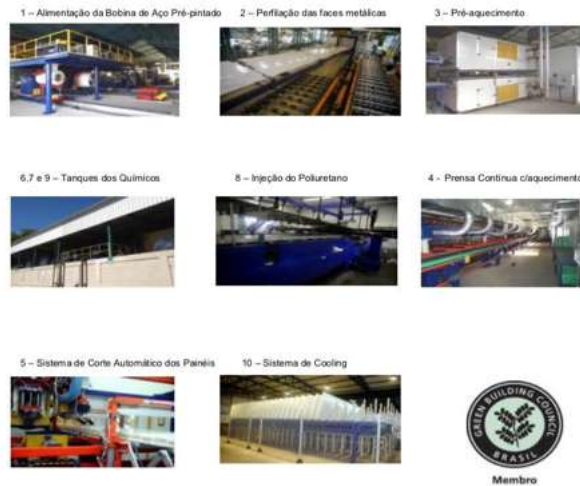 1 – Alimentação da Bobina de Aço Pré-pintado
2 – Perfilação das faces metálicas
3 – Pré-aquecimento
6,7 e 9 – Tanques dos Químicos
8 – Injeção do Poliuretano
4 - Prensa Contínua c/aquecimento
5 – Sistema de Corte Automático dos Painéis
10 – Sistema de Cooling
GREEN BUILDING COUNCIL
BRASIL
Membro